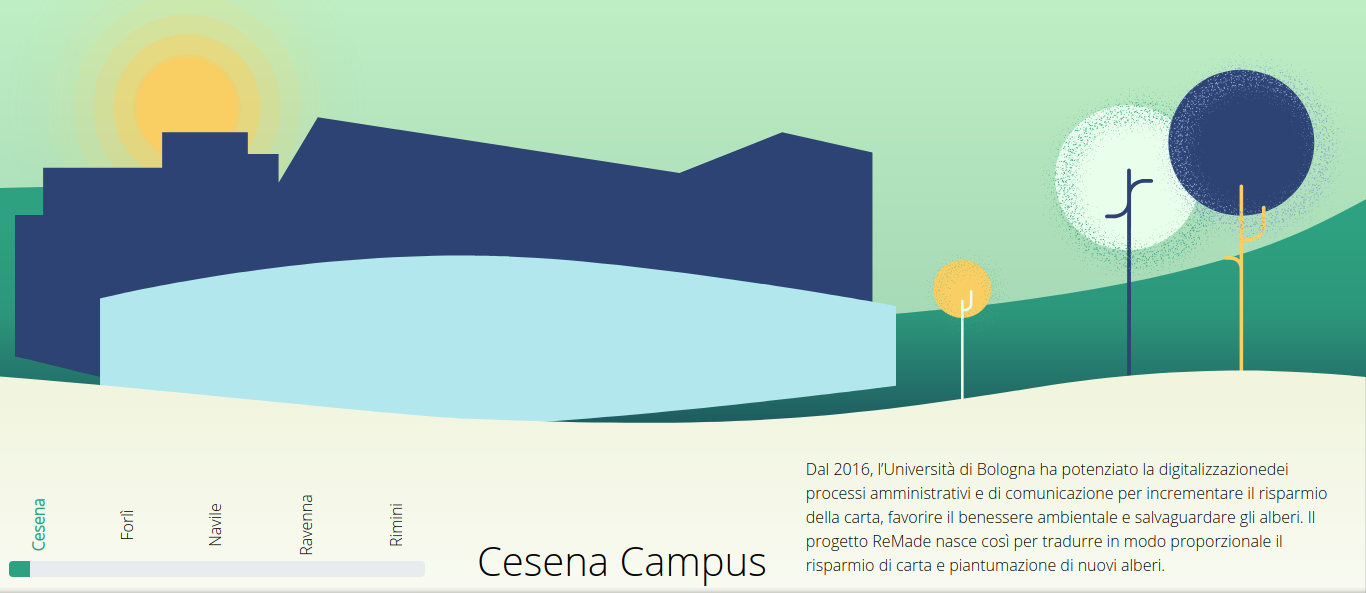 Cesena
Forlì
Navile
Ravenna
Rimini
Cesena Campus
Dal 2016, l'Università di Bologna ha potenziato la digitalizzazionedei
processi amministrativi e di comunicazione per incrementare il risparmio
della carta, favorire il benessere ambientale e salvaguardare gli alberi. Il
progetto ReMade nasce così per tradurre in modo proporzionale il
risparmio di carta e piantumazione di nuovi alberi.